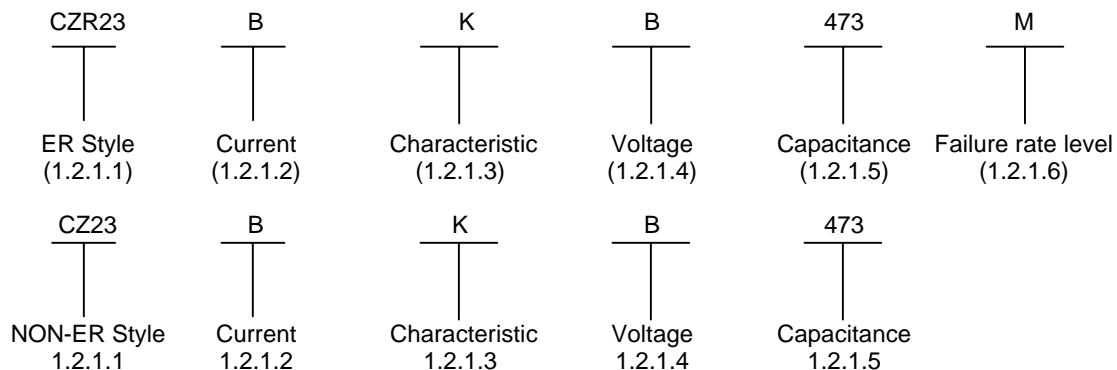 CZR23 B K B 473 M
ER Style Current Characteristic Voltage Capacitance Failure rate level
(1.2.1.1) (1.2.1.2) (1.2.1.3) (1.2.1.4) (1.2.1.5) (1.2.1.6)
CZ23 B K B 473
NON-ER Style Current Characteristic Voltage Capacitance
1.2.1.1 1.2.1.2 1.2.1.3 1.2.1.4 1.2.1.5